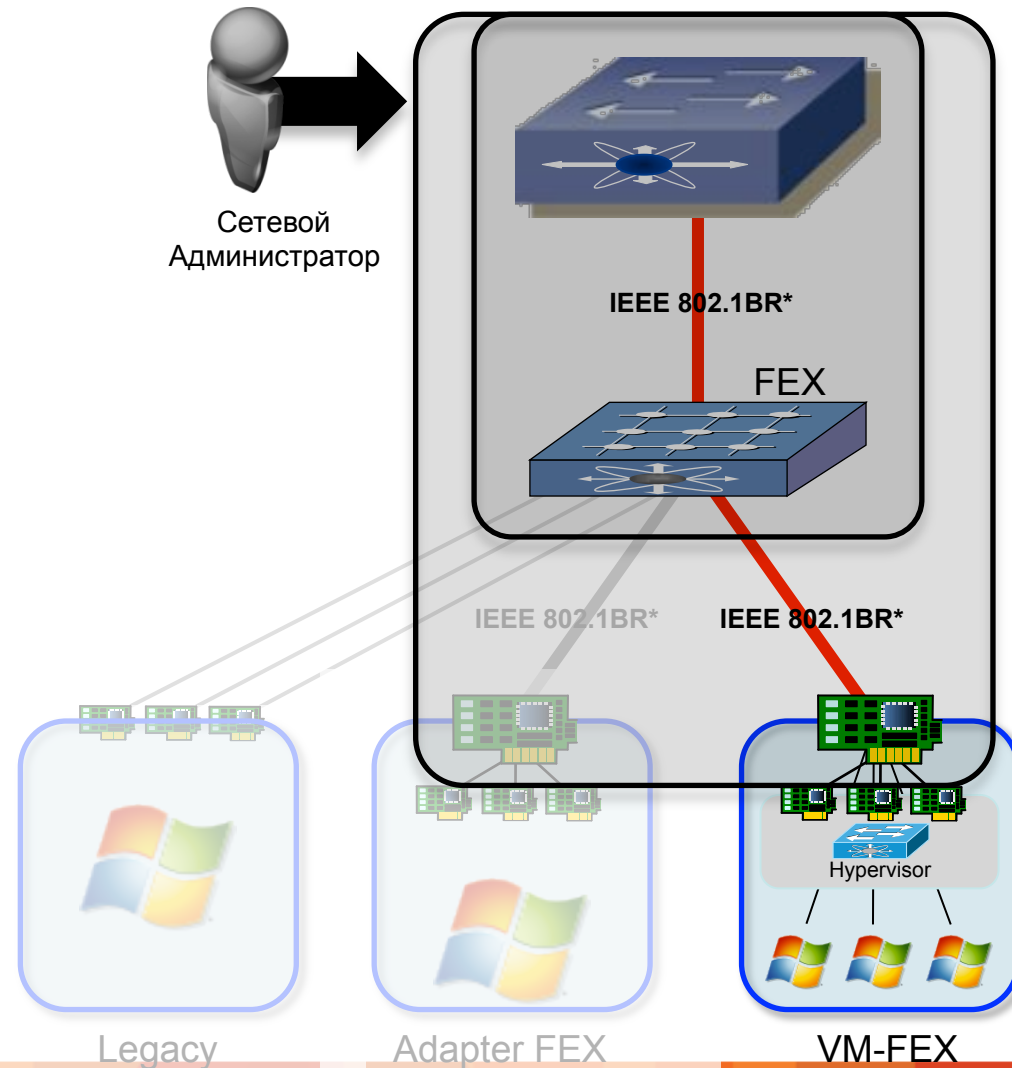 Сетевой
Администратор
IEEE 802.1BR*
FEX
IEEE 802.1BR*
IEEE 802.1BR*
Hypervisor
Legacy
Adapter FEX
VM-FEX